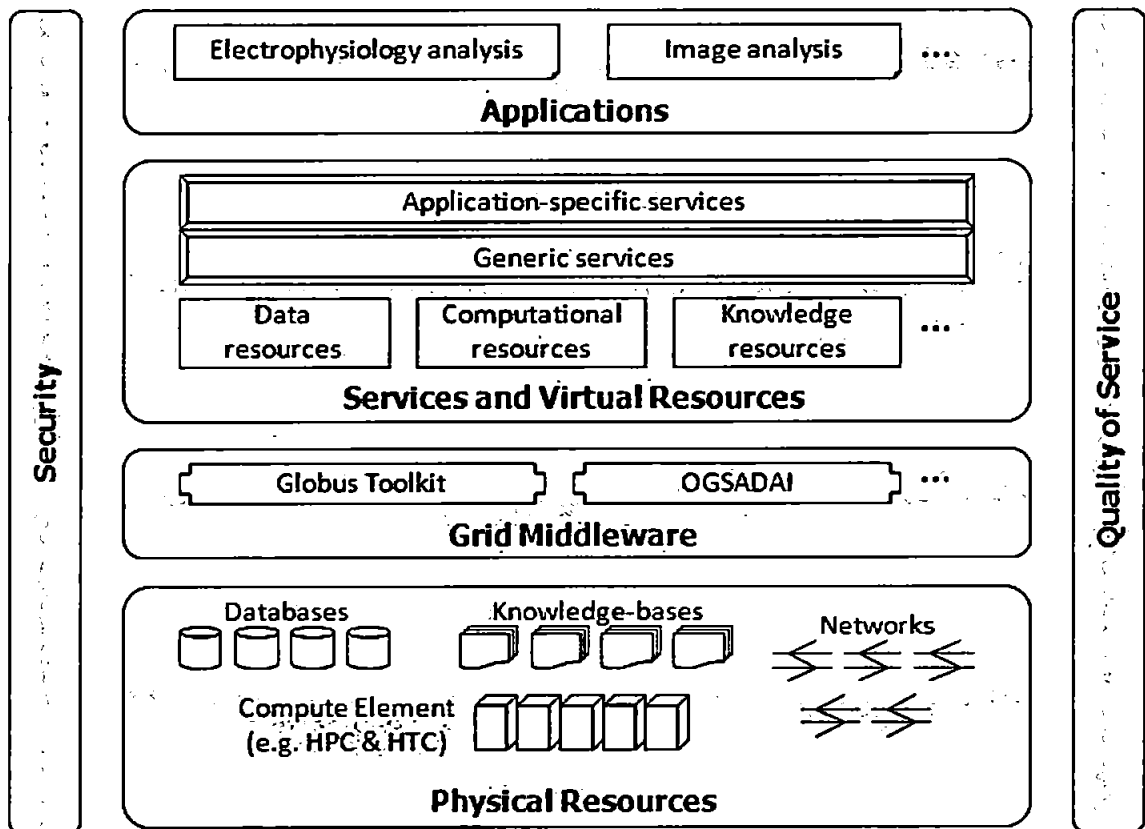 Security
Electrophysiology analysis
Image analysis
...
Applications
Application-specific services
Generic services
Data
resources
Computational
resources
Knowledge
resources
...
Services and Virtual Resources
Globus Toolkit
OGSADAI
...
Grid Middleware
Databases
Knowledge-bases
Networks
Compute Element
(e.g. HPC & HTC)
Physical Resources
Quality of Service